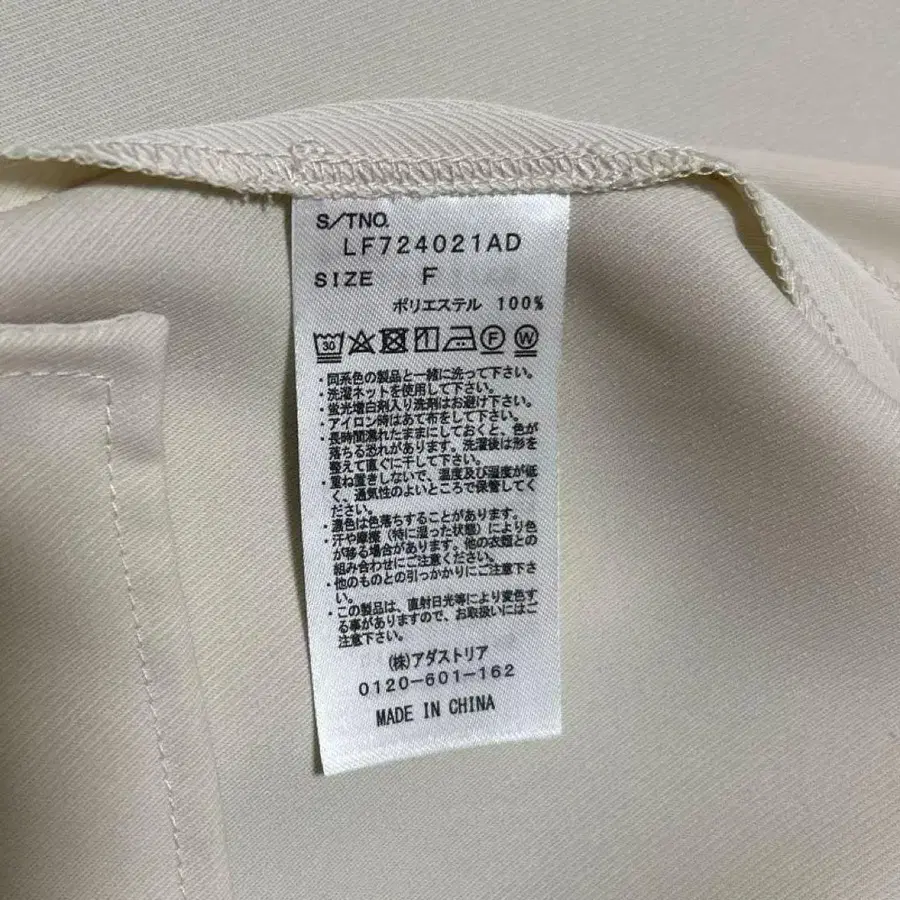 S/TNO.
LF724021AD
SIZE F
ポリエステル 100%
30 F W
・同系色の製品と一緒に洗って下さい。
・洗濯ネットを使用して下さい。
・蛍光増白剤入り洗剤はお避け下さい。
・アイロン時はあて布をして下さい。
・長時間濡れたままにしておくと、色が
落ちる恐れがあります。洗濯後は形を
整えて直ぐに干して下さい。
・重ね置きしないで、温度及び湿度が低
く、通気性のよいところで保管してく
ださい。
・濃色は色落ちすることがあります。
・汗や摩擦（特に湿った状態）により色
が移る場合があります。他の衣類との
組み合わせにご注意ください。
・他のものとの引っかかりにご注意下さ
い。
・この製品は、直射日光等により変色す
る事がありますので、お取扱いにはご
注意下さい。
(株)アダストリア
0120-601-162
MADE IN CHINA